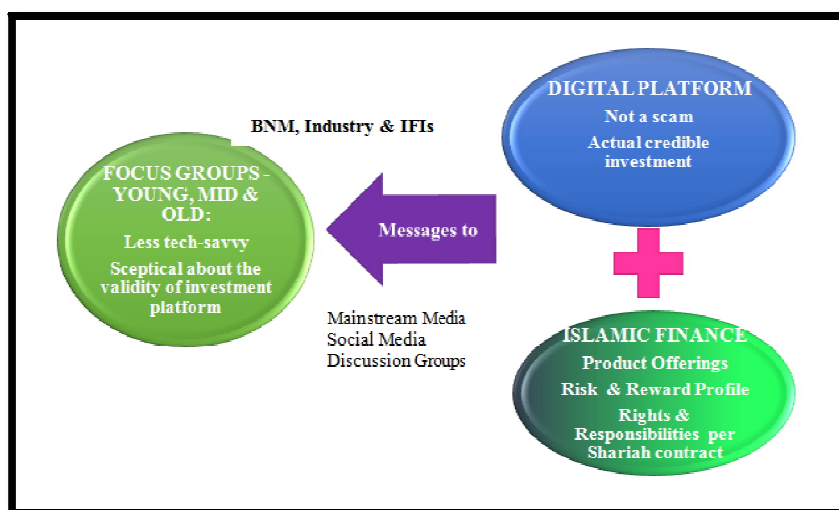 BNM, Industry & IFIs
FOCUS GROUPS -
YOUNG, MID &
OLD:
Less tech-savvy
Sceptical about the
validity of investment
platform
Messages to
Mainstream Media
Social Media
Discussion Groups
DIGITAL PLATFORM
Not a scam
Actual credible
investment
ISLAMIC FINANCE
Product Offerings
Risk & Reward Profile
Rights &
Responsibilities per
Shariah contract